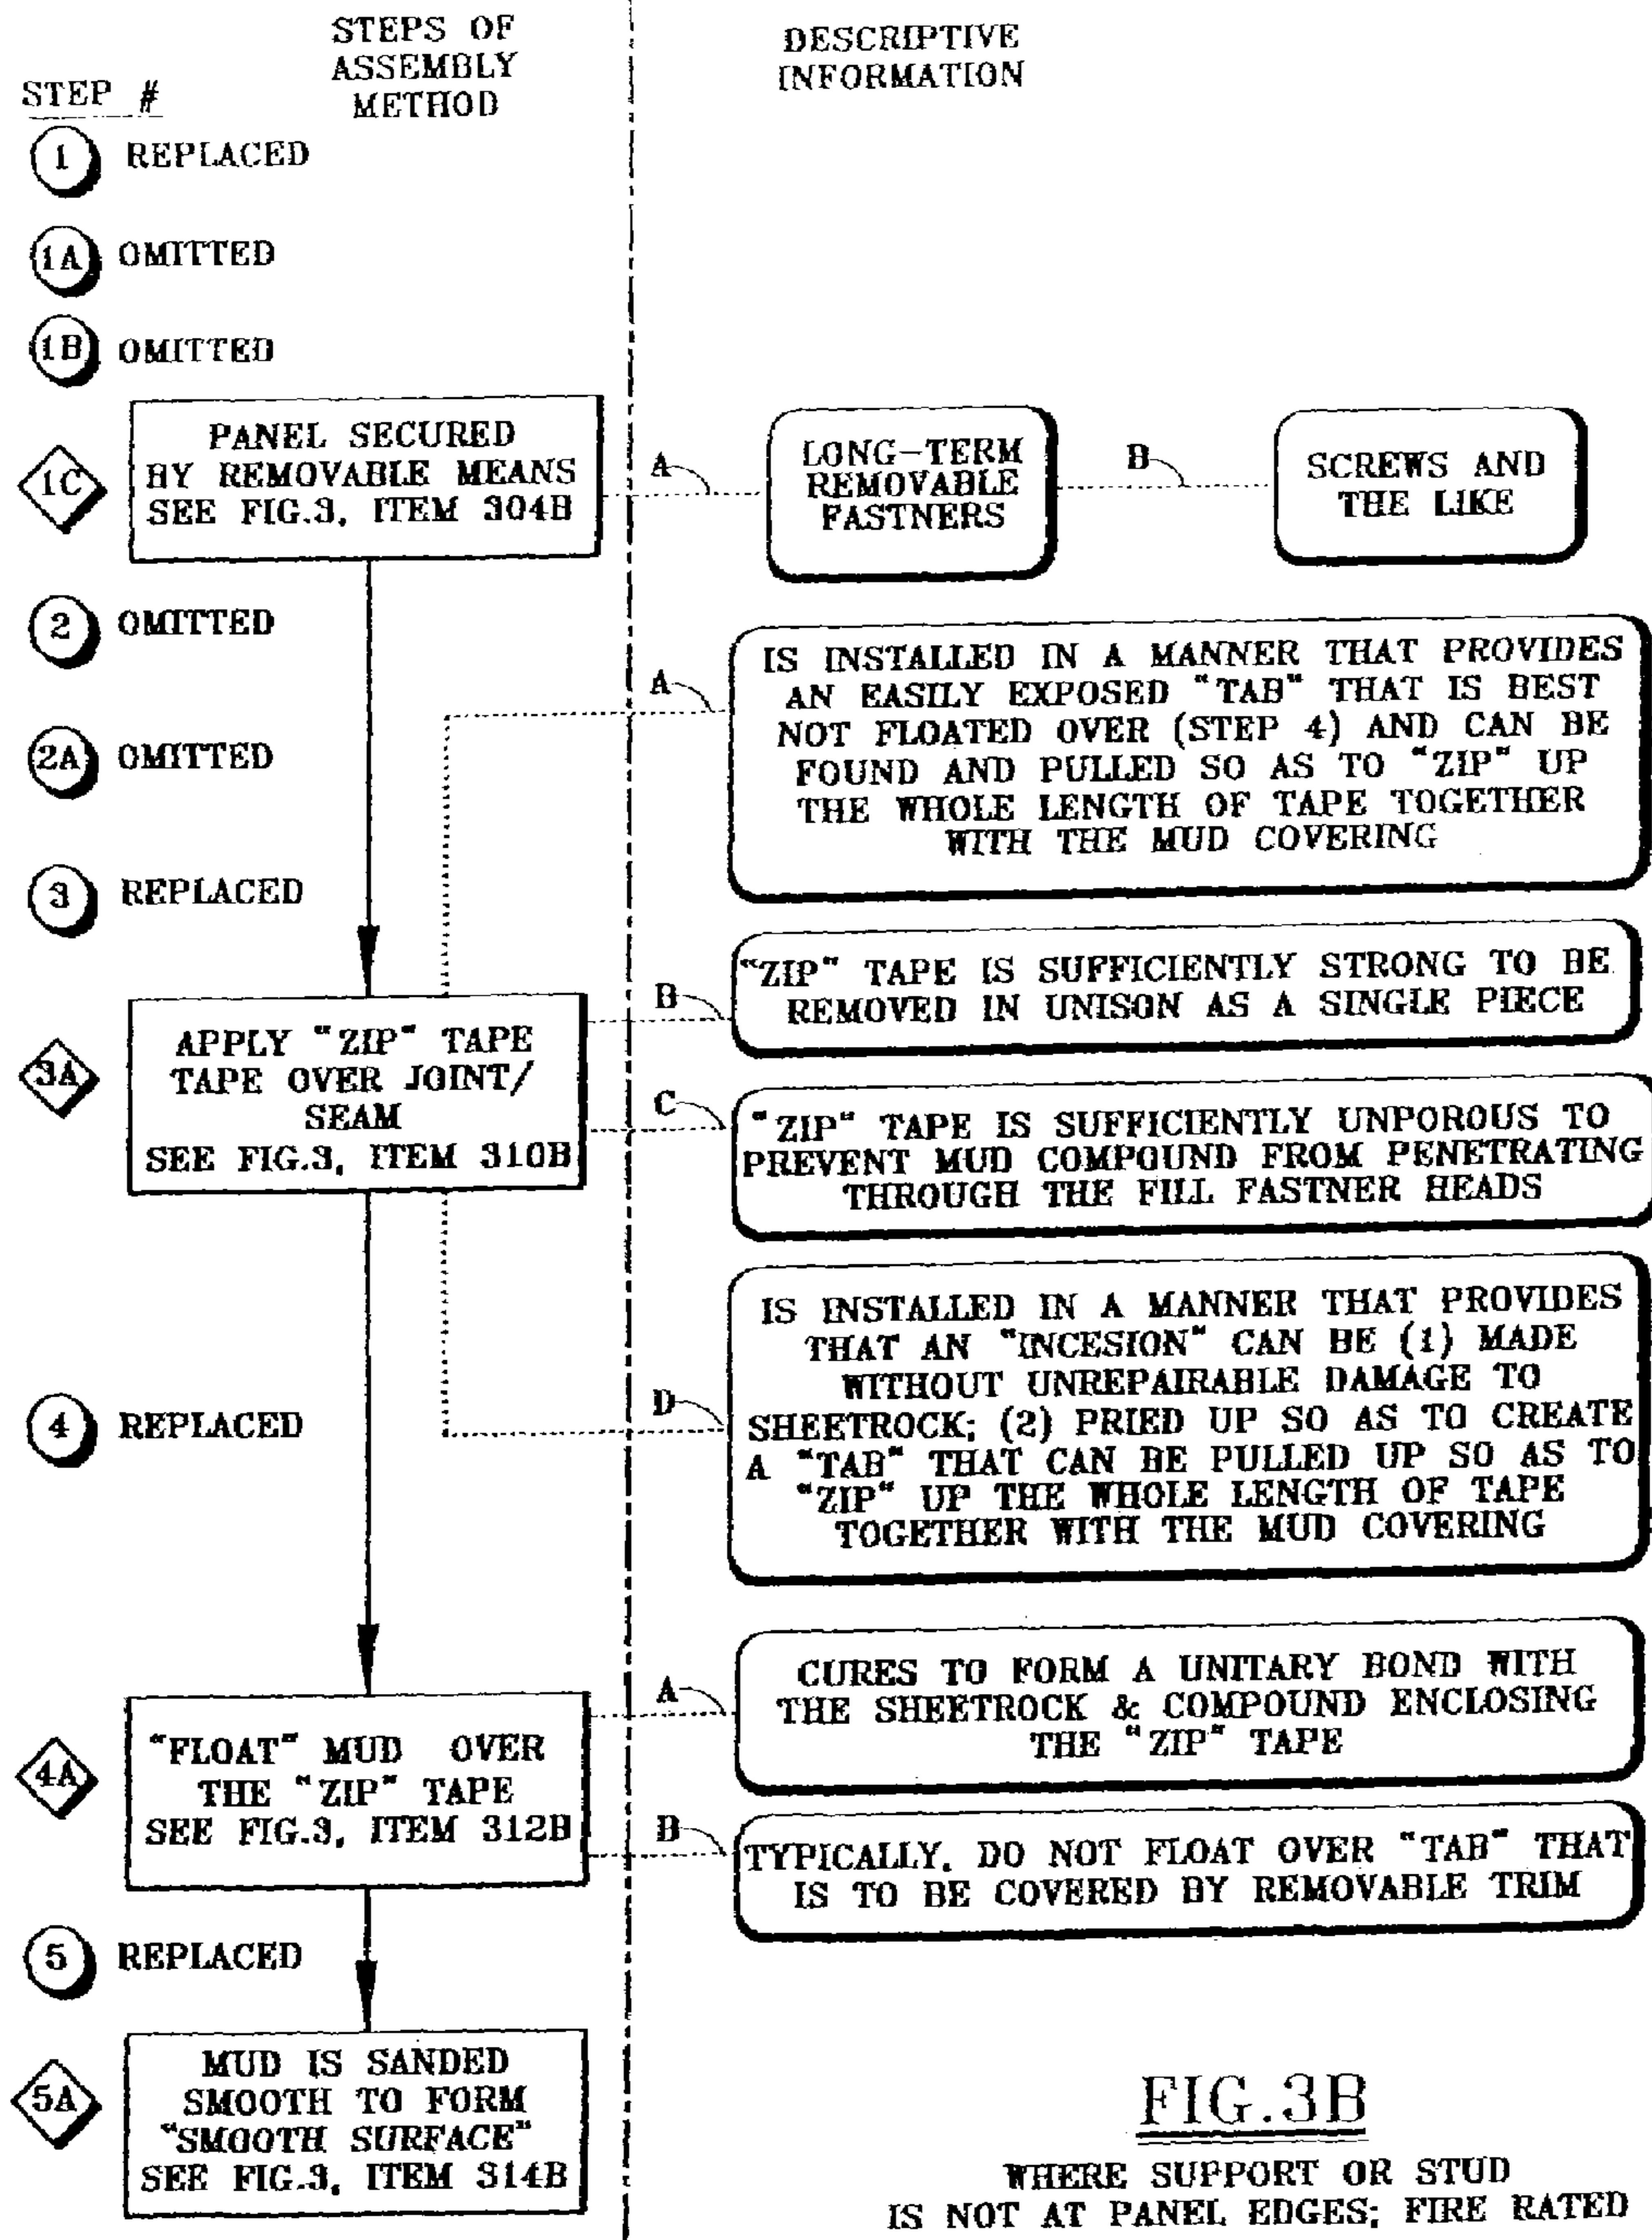 STEPS OF
ASSEMBLY
METHOD
DESCRIPTIVE
INFORMATION
STEP #
1 REPLACED
1A OMITTED
1B OMITTED
1C
PANEL SECURED
BY REMOVABLE MEANS
SEE FIG.3, ITEM 304B
A
LONG-TERM
REMOVABLE
FASTNERS
B
SCREWS AND
THE LIKE
2 OMITTED
A
IS INSTALLED IN A MANNER THAT PROVIDES
AN EASILY EXPOSED "TAB" THAT IS BEST
NOT FLOATED OVER (STEP 4) AND CAN BE
FOUND AND PULLED SO AS TO "ZIP" UP
THE WHOLE LENGTH OF TAPE TOGETHER
WITH THE MUD COVERING
2A OMITTED
3 REPLACED
3A
APPLY "ZIP" TAPE
TAPE OVER JOINT/
SEAM
SEE FIG.3, ITEM 310B
B
"ZIP" TAPE IS SUFFICIENTLY STRONG TO BE
REMOVED IN UNISON AS A SINGLE PIECE
C
"ZIP" TAPE IS SUFFICIENTLY UNPOROUS TO
PREVENT MUD COMPOUND FROM PENETRATING
THROUGH THE FILL FASTNER HEADS
D
IS INSTALLED IN A MANNER THAT PROVIDES
THAT AN "INCESION" CAN BE (1) MADE
WITHOUT UNREPAIRABLE DAMAGE TO
SHEETROCK; (2) PRIED UP SO AS TO CREATE
A "TAB" THAT CAN BE PULLED UP SO AS TO
"ZIP" UP THE WHOLE LENGTH OF TAPE
TOGETHER WITH THE MUD COVERING
4 REPLACED
4A
"FLOAT" MUD OVER
THE "ZIP" TAPE
SEE FIG.3, ITEM 312B
A
CURES TO FORM A UNITARY BOND WITH
THE SHEETROCK & COMPOUND ENCLOSING
THE "ZIP" TAPE
B
TYPICALLY, DO NOT FLOAT OVER "TAB" THAT
IS TO BE COVERED BY REMOVABLE TRIM
5 REPLACED
5A
MUD IS SANDED
SMOOTH TO FORM
"SMOOTH SURFACE"
SEE FIG.3, ITEM 314B
FIG.3B
WHERE SUPPORT OR STUD
IS NOT AT PANEL EDGES; FIRE RATED